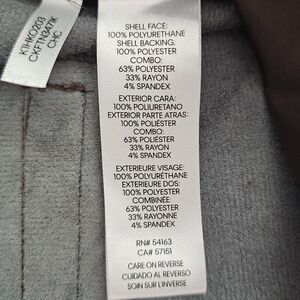 K1HK0203
CKFTN347K
CHC
SHELL FACE:
100% POLYURETHANE
SHELL BACKING:
100% POLYESTER
COMBO:
63% POLYESTER
33% RAYON
4% SPANDEX
EXTERIOR CARA:
100% POLIURETANO
EXTERIOR PARTE ATRAS:
100% POLIÉSTER
COMBO:
63% POLIÉSTER
33% RAYON
4% SPANDEX
EXTERIEURE VISAGE:
100% POLYURÉTHANE
EXTERIEURE DOS:
100% POLYESTER
COMBINÉE:
63% POLYESTER
33% RAYONNE
4% SPANDEX
RN# 54163
CA# 57151
CARE ON REVERSE
CUIDADO AL REVERSO
SOIN SUR L'INVERSE